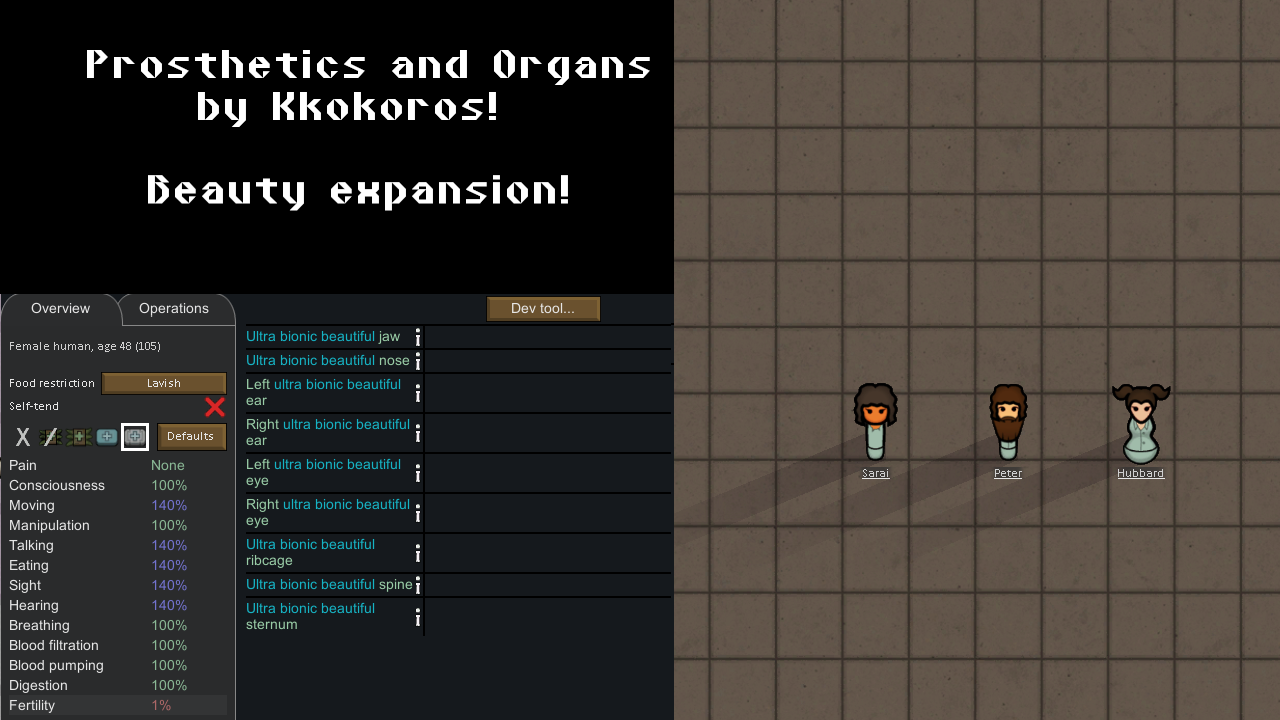 Prosthetics and Organs
by Kkokoros!
Beauty expansion!
Overview
Operations
Dev tool...
Female human, age 48 (105)
Food restriction
Lavish
Self-tend
Defaults
Pain None
Consciousness 100%
Moving 140%
Manipulation 100%
Talking 140%
Eating 140%
Sight 140%
Hearing 140%
Breathing 100%
Blood filtration 100%
Blood pumping 100%
Digestion 100%
Fertility 1%
Ultra bionic beautiful jaw
Ultra bionic beautiful nose
Left ultra bionic beautiful
ear
Right ultra bionic beautiful
ear
Left ultra bionic beautiful
eye
Right ultra bionic beautiful
eye
Ultra bionic beautiful
ribcage
Ultra bionic beautiful spine
Ultra bionic beautiful
sternum
Sarai
Peter
Hubbard